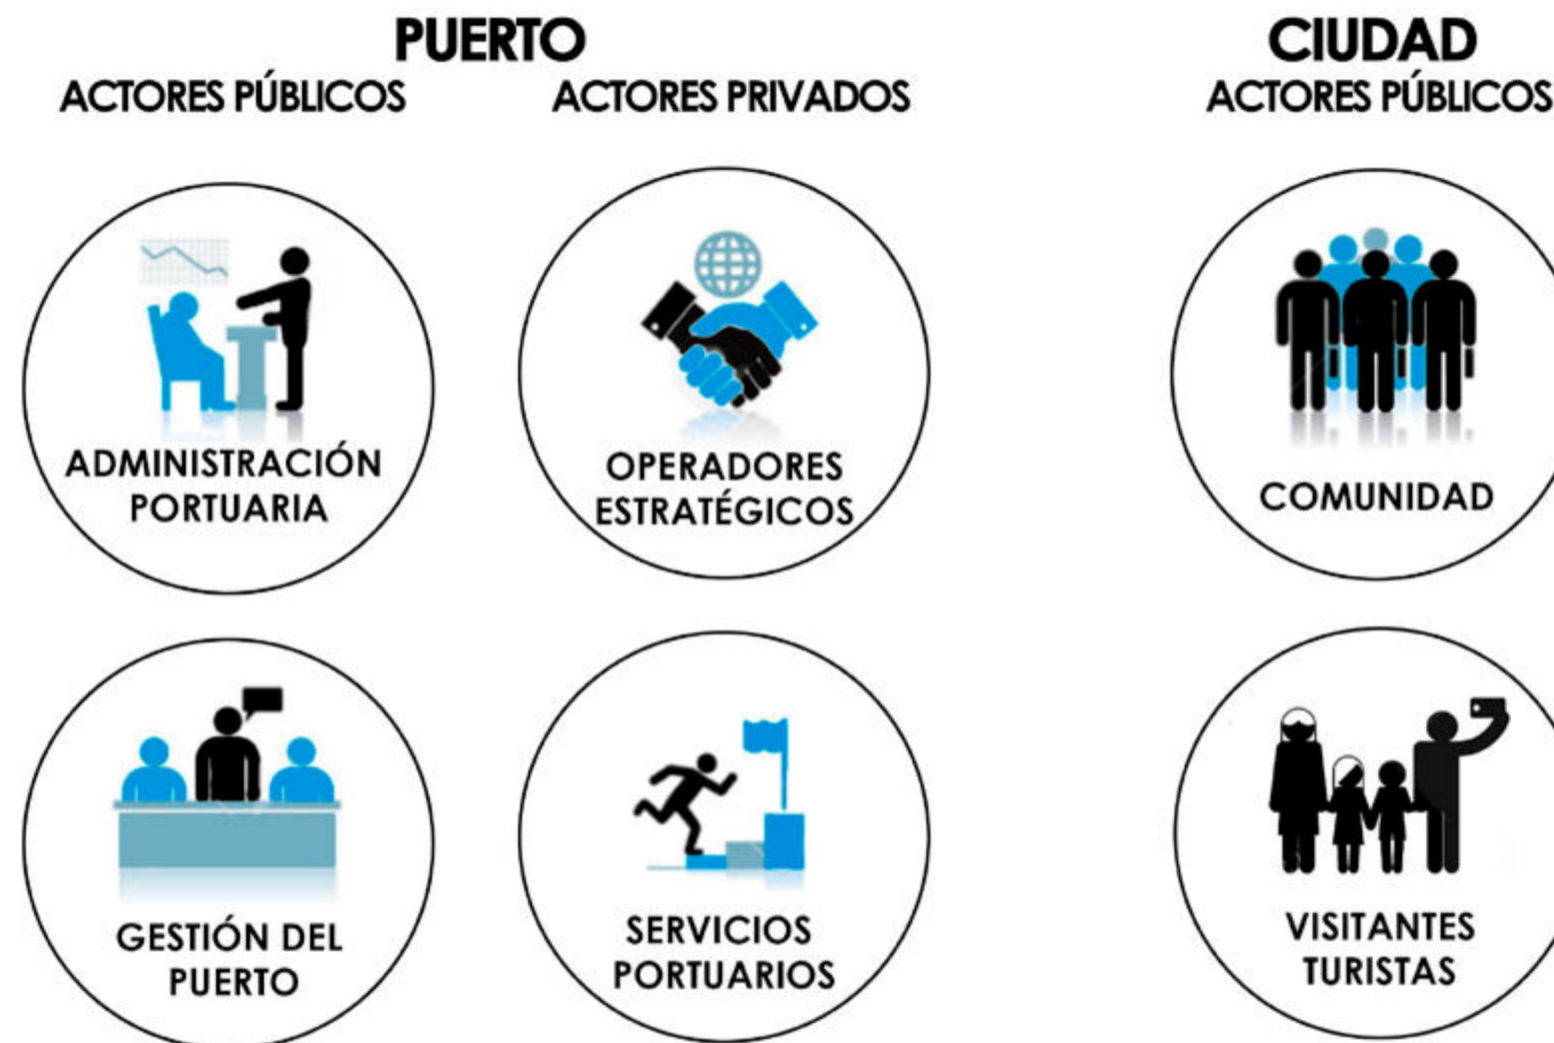 PUERTO
ACTORES PÚBLICOS
ACTORES PRIVADOS
ADMINISTRACIÓN
PORTUARIA
OPERADORES
ESTRATÉGICOS
GESTIÓN DEL
PUERTO
SERVICIOS
PORTUARIOS
CIUDAD
ACTORES PÚBLICOS
COMUNIDAD
VISITANTES
TURISTAS